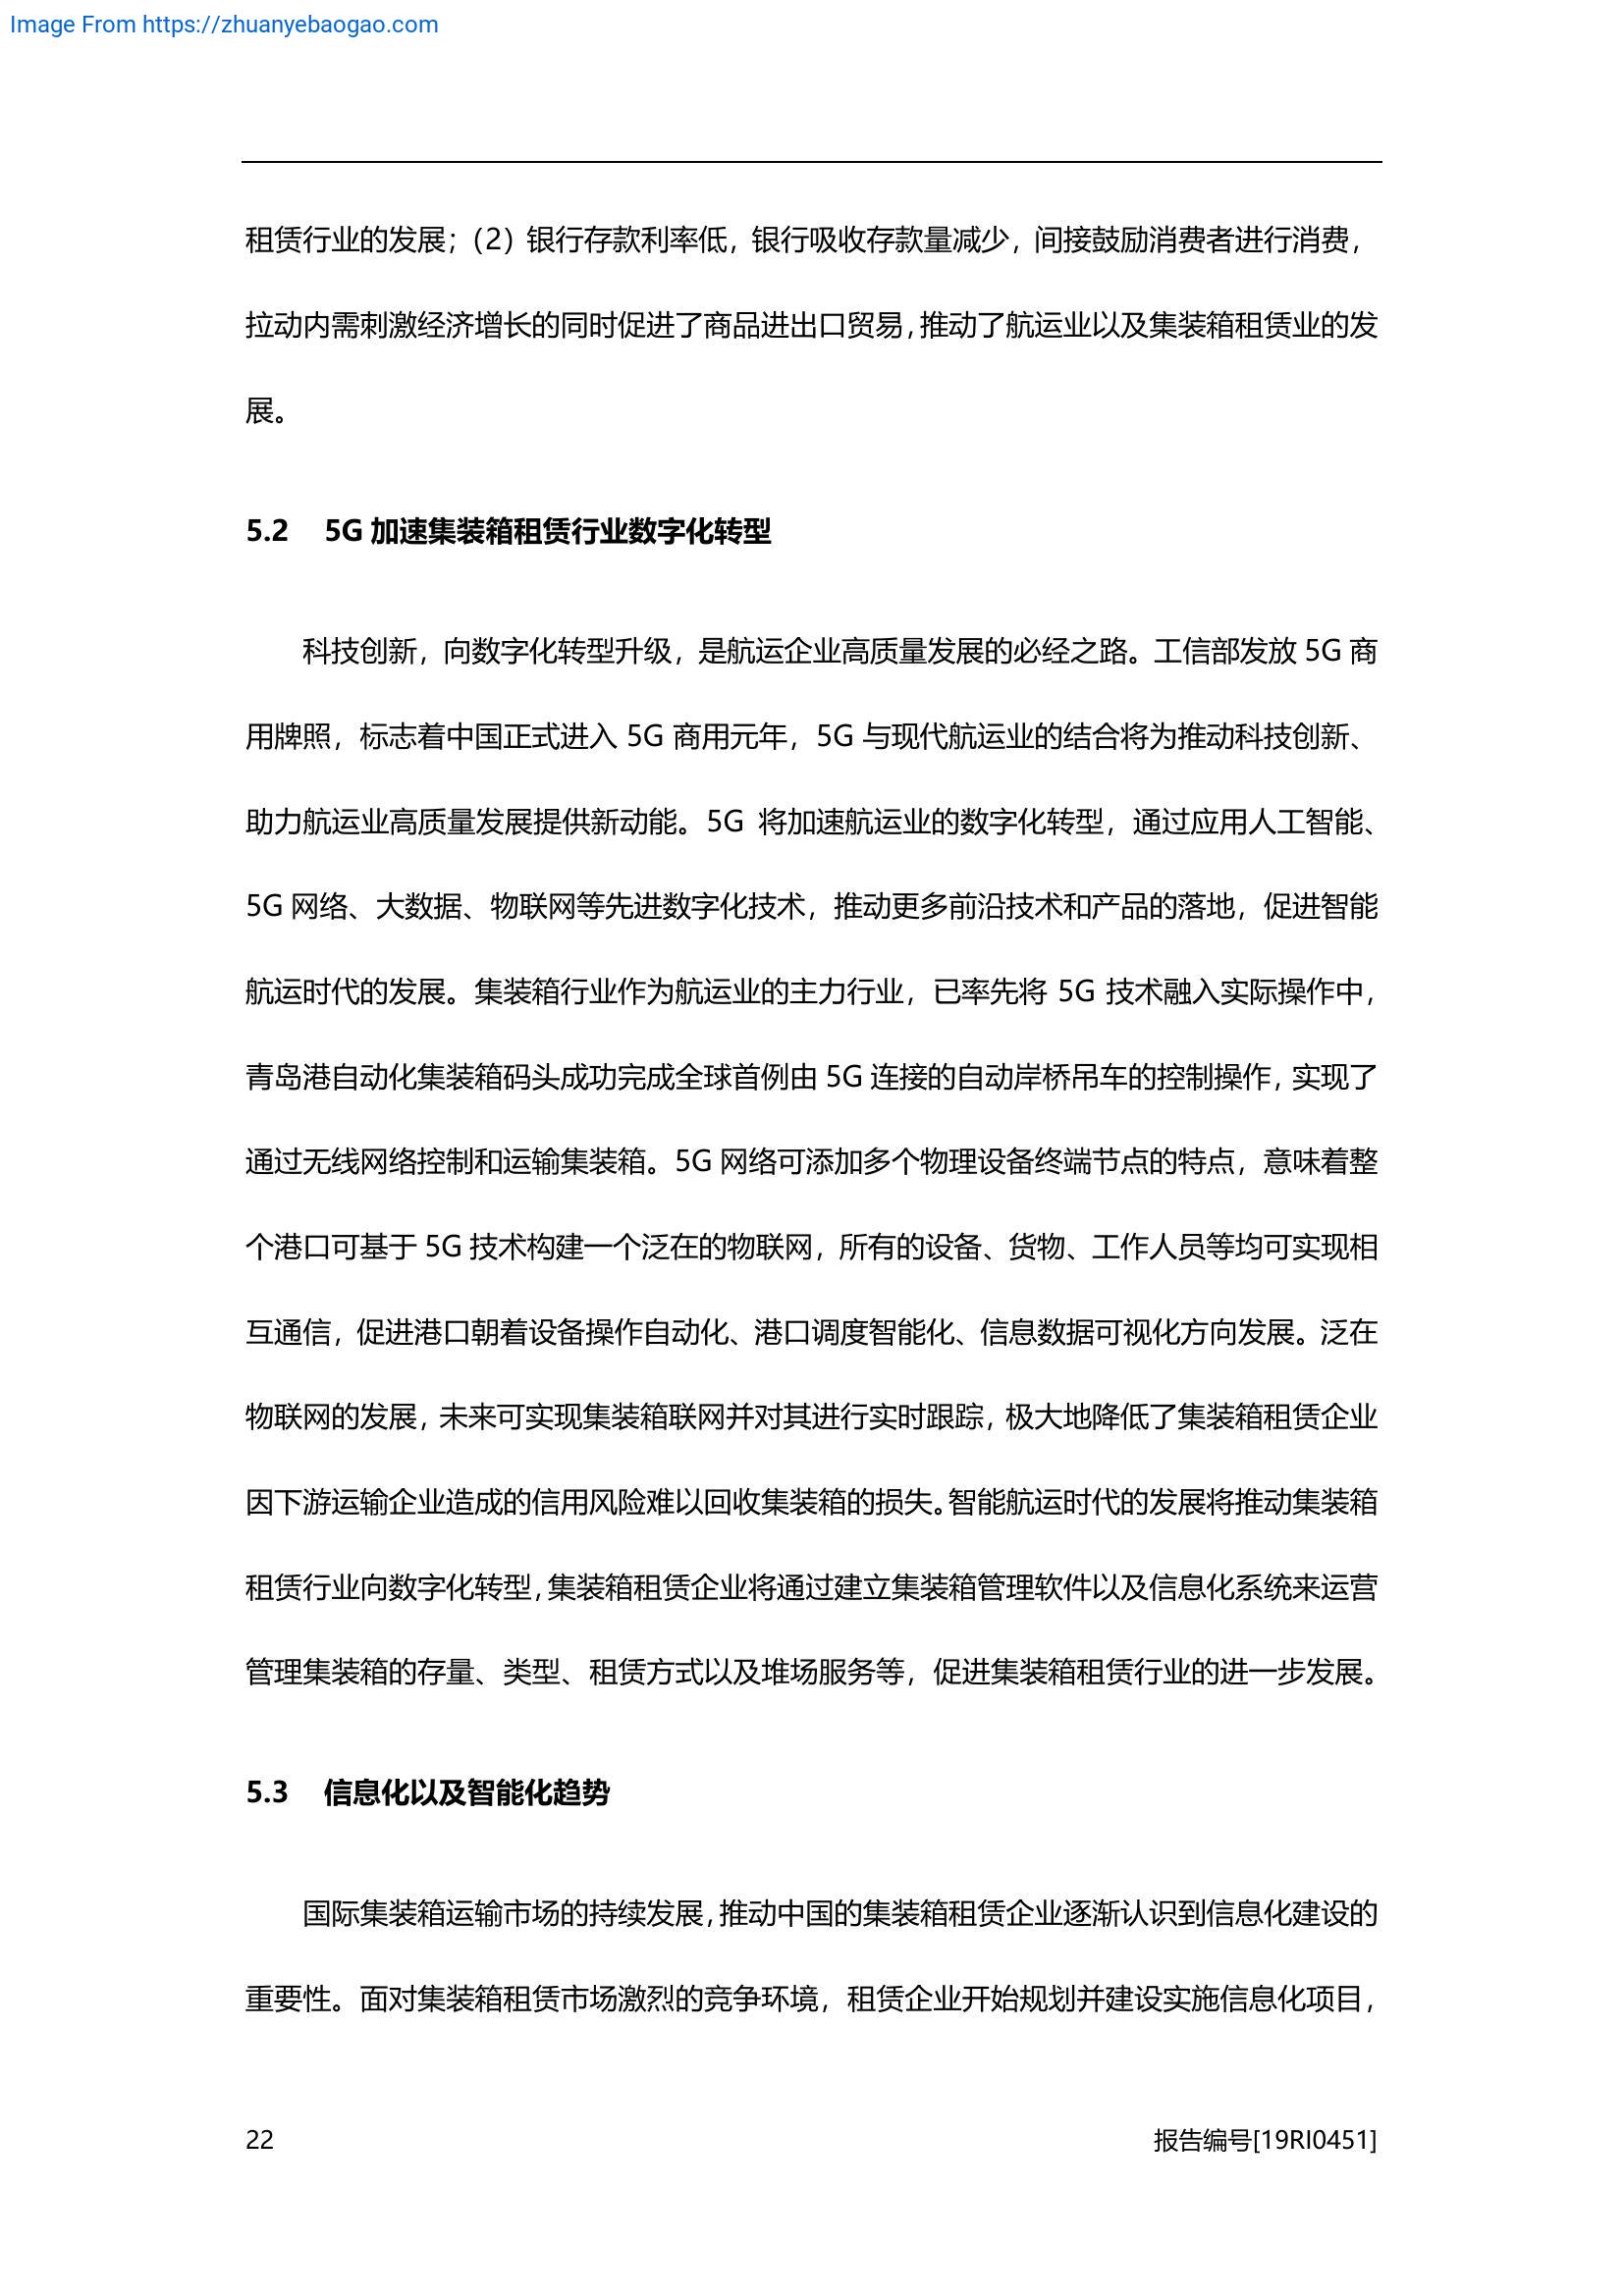 Image From https://zhuanyebaogao.com
租赁行业的发展；（2）银行存款利率低，银行吸收存款量减少，间接鼓励消费者进行消费，
拉动内需刺激经济增长的同时促进了商品进出口贸易，推动了航运业以及集装箱租赁业的发
展。
5.2 5G 加速集装箱租赁行业数字化转型
科技创新，向数字化转型升级，是航运企业高质量发展的必经之路。工信部发放 5G 商
用牌照，标志着中国正式进入 5G 商用元年，5G 与现代航运业的结合将为推动科技创新、
助力航运业高质量发展提供新动能。5G 将加速航运业的数字化转型，通过应用人工智能、
5G 网络、大数据、物联网等先进数字化技术，推动更多前沿技术和产品的落地，促进智能
航运时代的发展。集装箱行业作为航运业的主力行业，已率先将 5G 技术融入实际操作中，
青岛港自动化集装箱码头成功完成全球首例由 5G 连接的自动岸桥吊车的控制操作，实现了
通过无线网络控制和运输集装箱。5G 网络可添加多个物理设备终端节点的特点，意味着整
个港口可基于 5G 技术构建一个泛在的物联网，所有的设备、货物、工作人员等均可实现相
互通信，促进港口朝着设备操作自动化、港口调度智能化、信息数据可视化方向发展。泛在
物联网的发展，未来可实现集装箱联网并对其进行实时跟踪，极大地降低了集装箱租赁企业
因下游运输企业造成的信用风险难以回收集装箱的损失。智能航运时代的发展将推动集装箱
租赁行业向数字化转型，集装箱租赁企业将通过建立集装箱管理软件以及信息化系统来运营
管理集装箱的存量、类型、租赁方式以及堆场服务等，促进集装箱租赁行业的进一步发展。
5.3 信息化以及智能化趋势
国际集装箱运输市场的持续发展，推动中国的集装箱租赁企业逐渐认识到信息化建设的
重要性。面对集装箱租赁市场激烈的竞争环境，租赁企业开始规划并建设实施信息化项目，
22 报告编号[19RI0451]